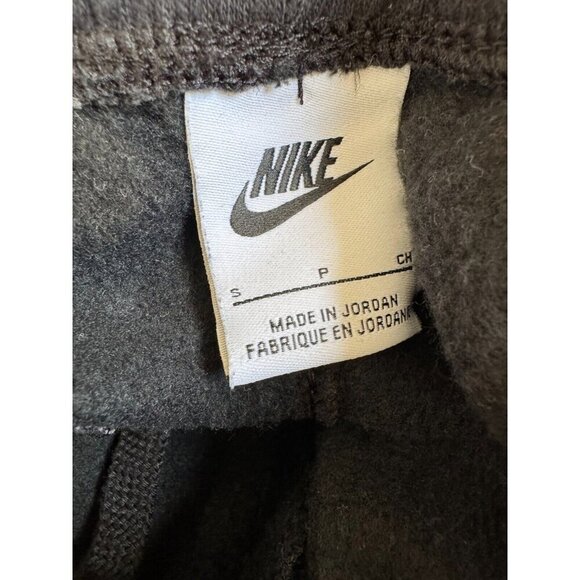 NIKE
S P CH
MADE IN JORDAN
FABRIQUE EN JORDANIE